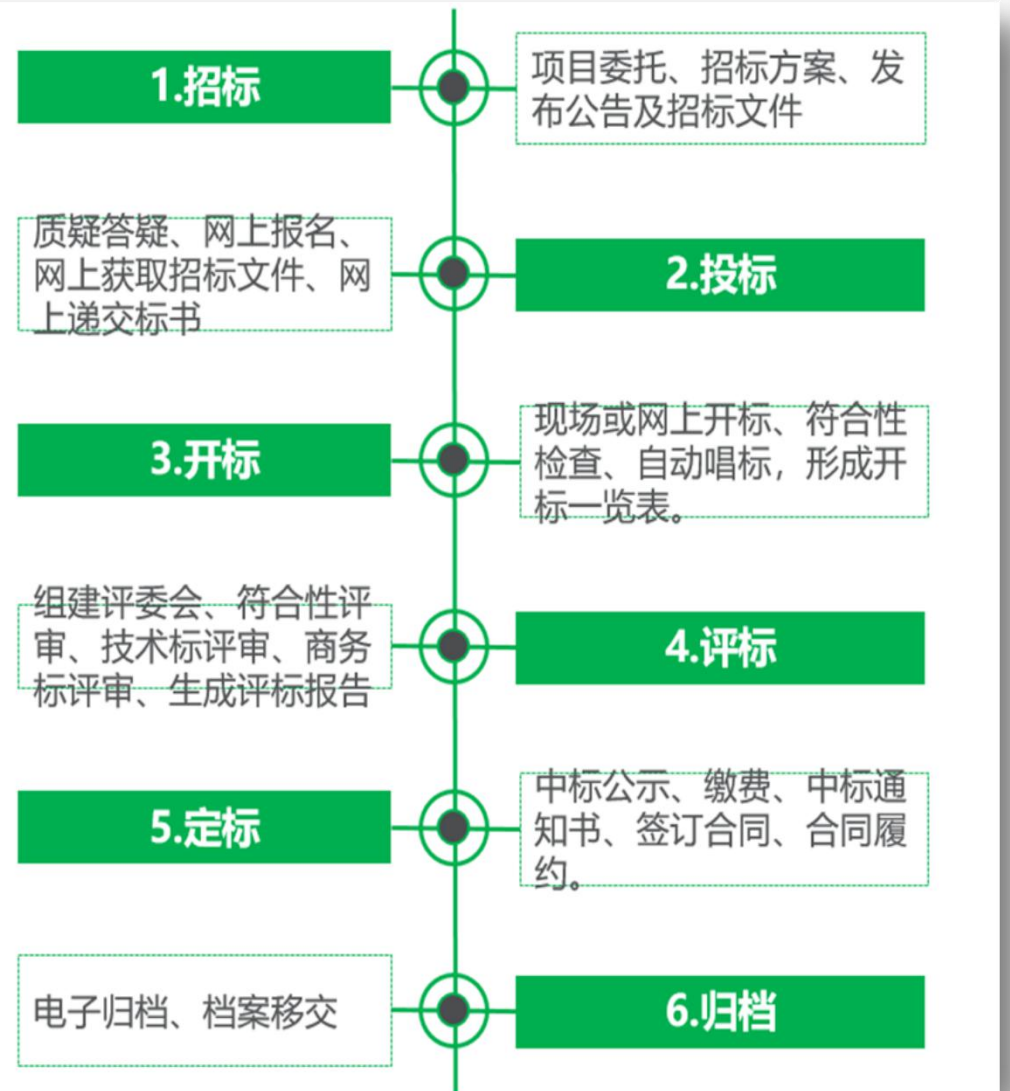 1.招标
项目委托、招标方案、发
布公告及招标文件
质疑答疑、网上报名、
网上获取招标文件、网
上递交标书
2.投标
3.开标
现场或网上开标、符合性
检查、自动唱标，形成开
标一览表。
组建评委会、符合性评
审、技术标评审、商务
标评审、生成评标报告
4.评标
5.定标
中标公示、缴费、中标通
知书、签订合同、合同履
约。
电子归档、档案移交
6.归档